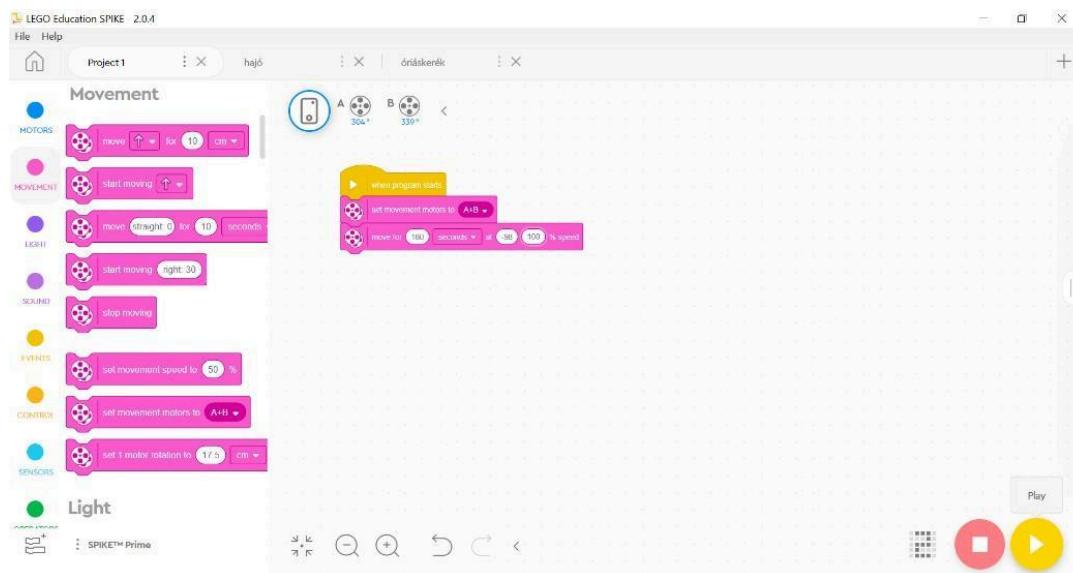 LEGO Education SPIKE 2.0.4
File Help
Project 1
hajó
óriáskerék
MOTORS
MOVEMENT
LIGHT
SOUND
EVENTS
CONTROL
SENSORS
Movement
move for 10 cm
start moving
move straight: 0 for 10 seconds
start moving right: 30
stop moving
set movement speed to 50 %
set movement motors to A+B
set 1 motor rotation to 17.5 cm
Light
SPIKE™ Prime
A 304°
B 339°
when program starts
set movement motors to A+B
move for 160 seconds at 100 % speed
Play